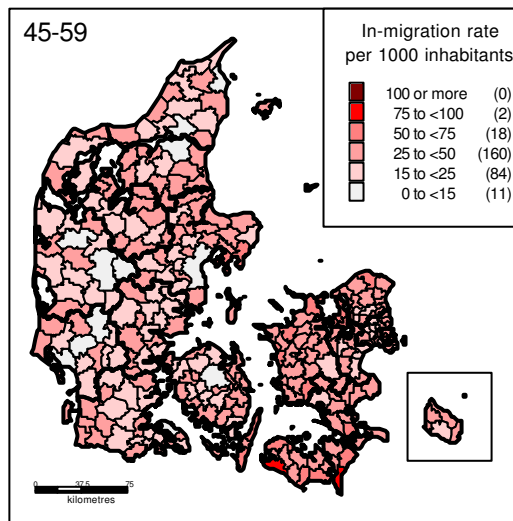 45-59
In-migration rate
per 1000 inhabitants
100 or more (0)
75 to <100 (2)
50 to <75 (18)
25 to <50 (160)
15 to <25 (84)
0 to <15 (11)
0 37.5 75
kilometres